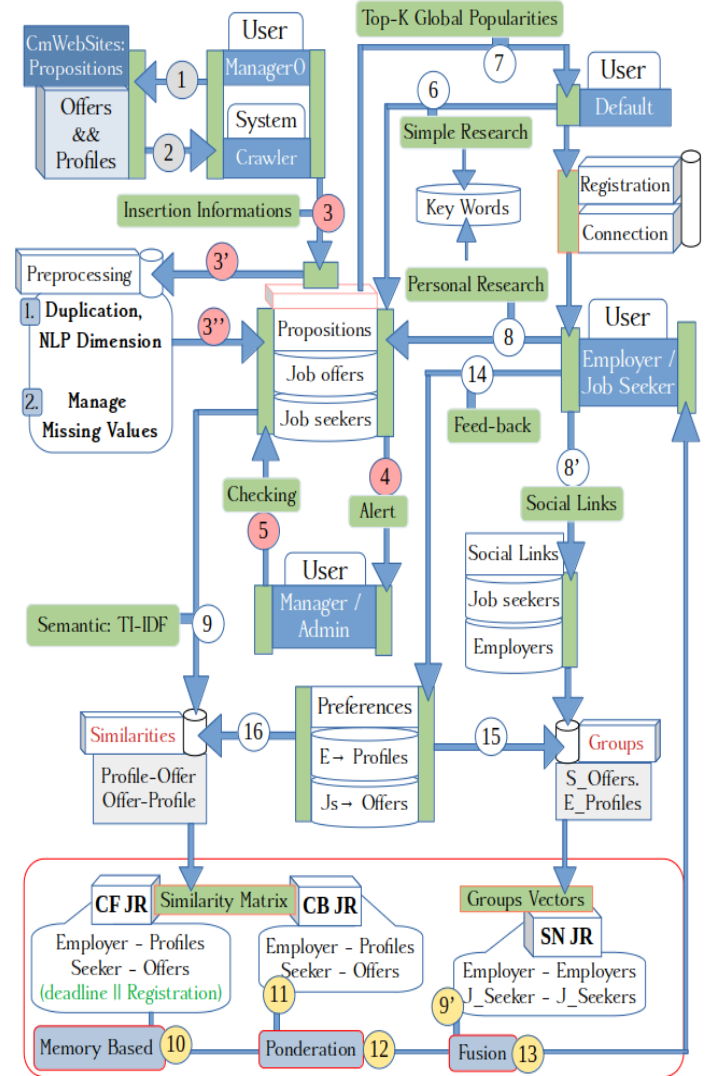 Top-K Global Popularities
7
CmWebSites:
Propositions
Offers
&&
Profiles
1
2
User
Manager0
System
Crawler
User
Default
6
Simple Research
Key Words
Personal Research
Registration
Connection
Insertion Informations
3
3'
Preprocessing
1. Duplication,
NLP Dimension
2. Manage
Missing Values
3''
Propositions
Job offers
Job seekers
8
User
Employer /
Job Seeker
14
Feed-back
8'
Social Links
Checking
5
4
Alert
User
Manager /
Admin
Social Links
Job seekers
Employers
Semantic: TI-IDF
9
Similarities
Profile-Offer
Offer-Profile
16
Preferences
E→ Profiles
Js→ Offers
15
Groups
S_Offers.
E_Profiles
CF JR
Similarity Matrix
CB JR
Groups Vectors
SN JR
Employer - Profiles
Seeker - Offers
(deadline || Registration)
Employer - Profiles
Seeker - Offers
Employer - Employers
J_Seeker - J_Seekers
11
9'
Memory Based
10
Ponderation
12
Fusion
13